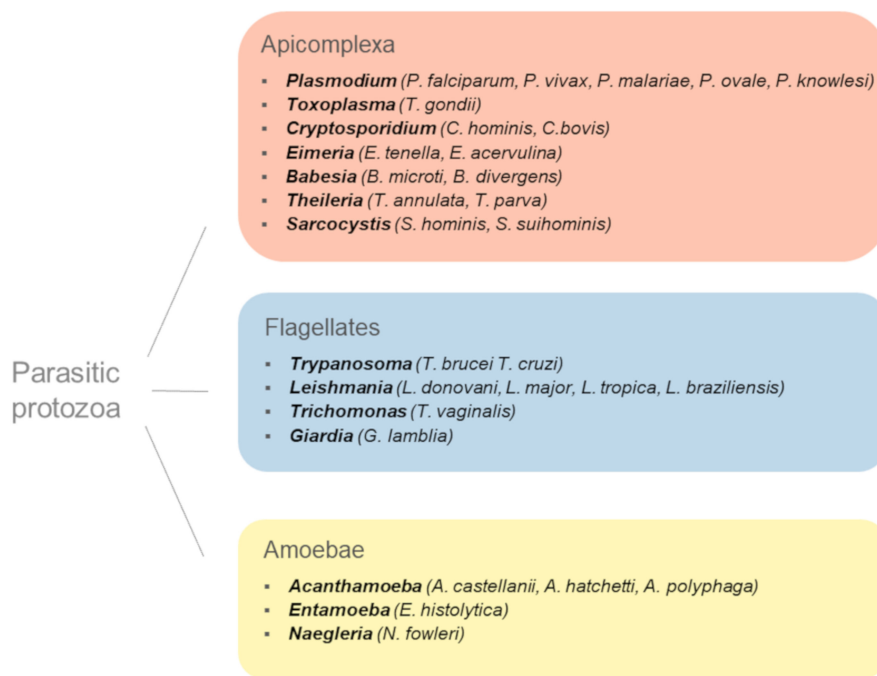 Apicomplexa
▪ Plasmodium (P. falciparum, P. vivax, P. malariae, P. ovale, P. knowlesi)
▪ Toxoplasma (T. gondii)
▪ Cryptosporidium (C. hominis, C.bovis)
▪ Eimeria (E. tenella, E. acervulina)
▪ Babesia (B. microti, B. divergens)
▪ Theileria (T. annulata, T. parva)
▪ Sarcocystis (S. hominis, S. suihominis)
Parasitic
protozoa
Flagellates
▪ Trypanosoma (T. brucei T. cruzi)
▪ Leishmania (L. donovani, L. major, L. tropica, L. braziliensis)
▪ Trichomonas (T. vaginalis)
▪ Giardia (G. lamblia)
Amoebae
▪ Acanthamoeba (A. castellanii, A. hatchetti, A. polyphaga)
▪ Entamoeba (E. histolytica)
▪ Naegleria (N. fowleri)